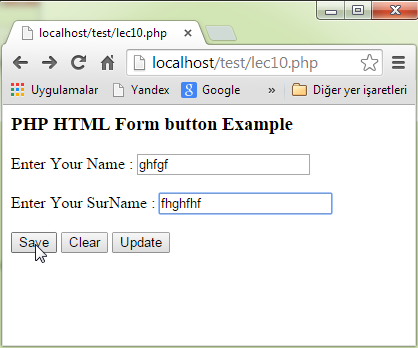 localhost/test/lec10.php
localhost/test/lec10.php
Uygulamalar Yandex Google » Diğer yer işaretleri
PHP HTML Form button Example
Enter Your Name : ghfgf
Enter Your SurName : fhghfhf
Save Clear Update